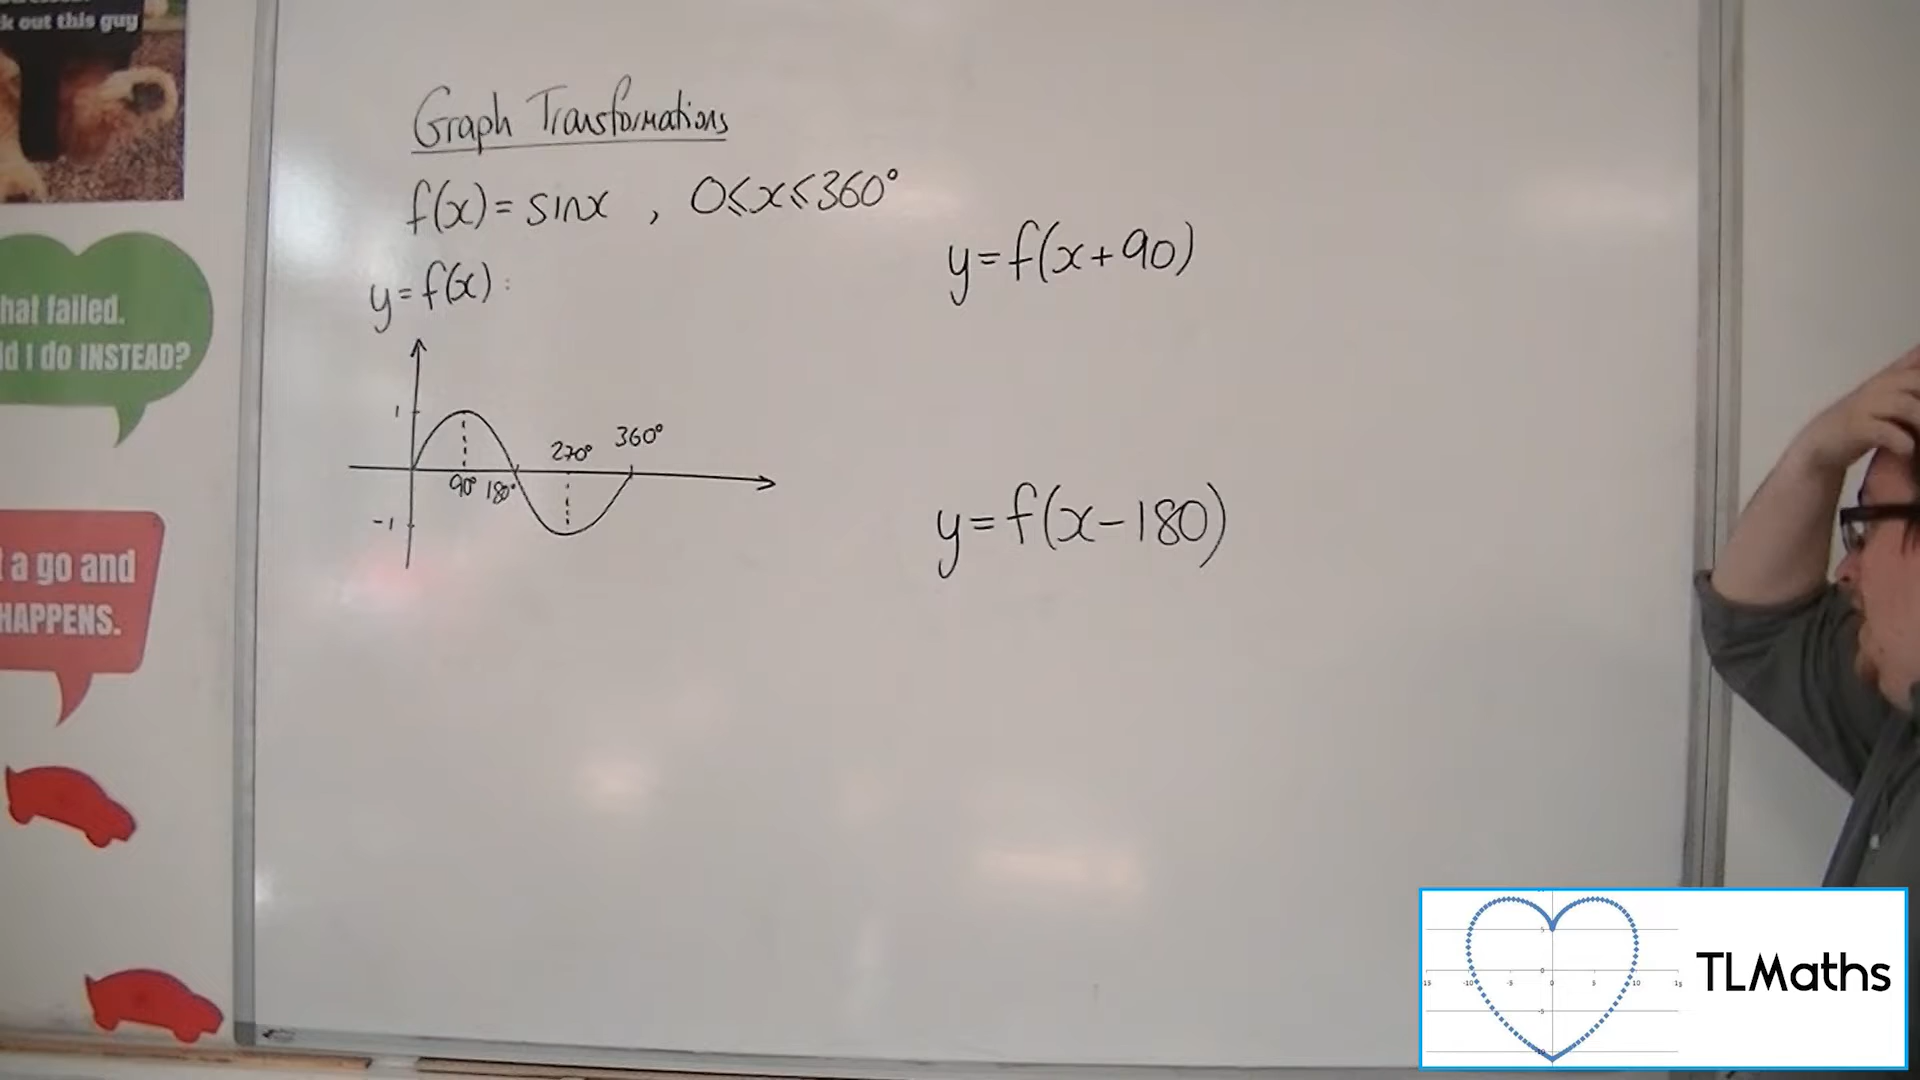 k out this guy
hat failed.
ld I do INSTEAD?
t a go and
HAPPENS.
Graph Transformations
f(x) = sinx , 0≤x≤360°
y=f(x):
1
-1
90° 180°
270°
360°
y=f(x+90)
y=f(x-180)
TLMaths